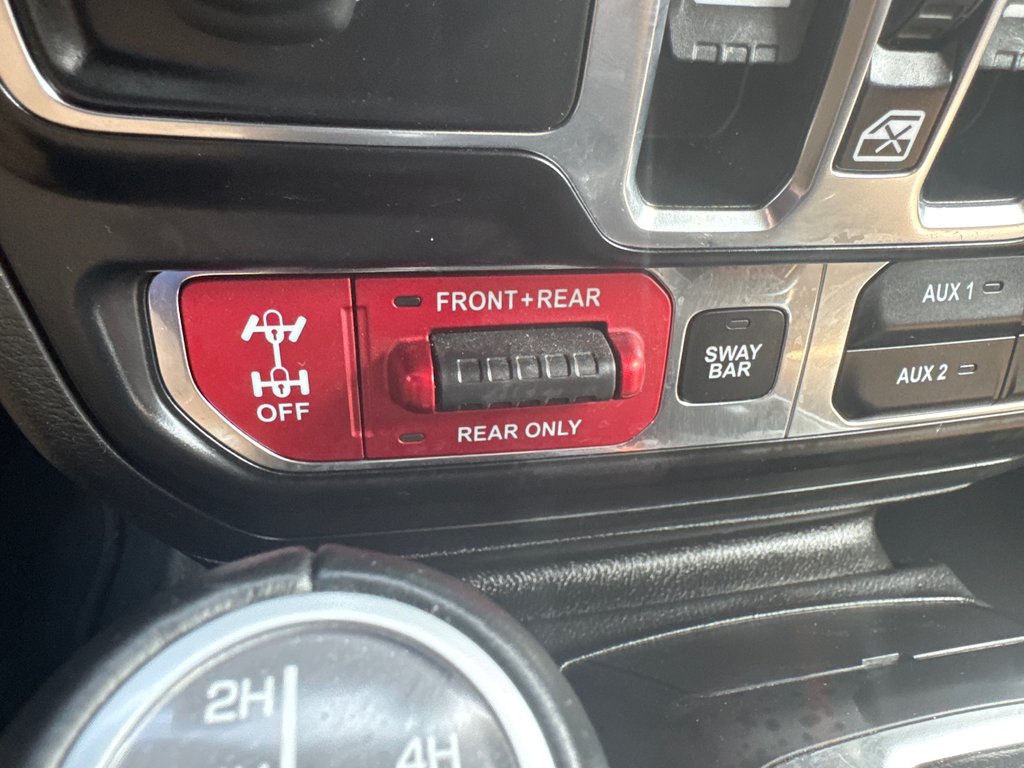 FRONT+REAR
OFF
REAR ONLY
SWAY
BAR
AUX 1
AUX 2
2H
4H